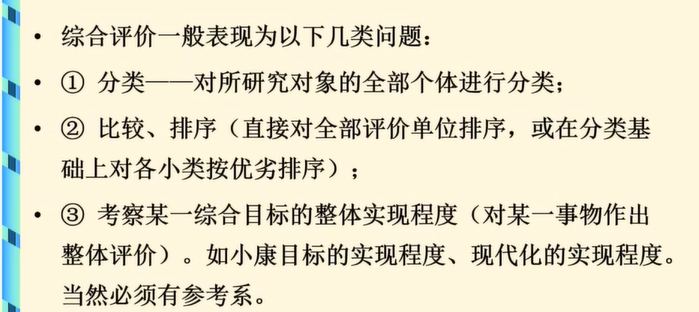 • 综合评价一般表现为以下几类问题：
• ① 分类——对所研究对象的全部个体进行分类；
• ② 比较、排序（直接对全部评价单位排序，或在分类基
础上对各小类按优劣排序）；
• ③ 考察某一综合目标的整体实现程度（对某一事物作出
整体评价）。如小康目标的实现程度、现代化的实现程度。
当然必须有参考系。